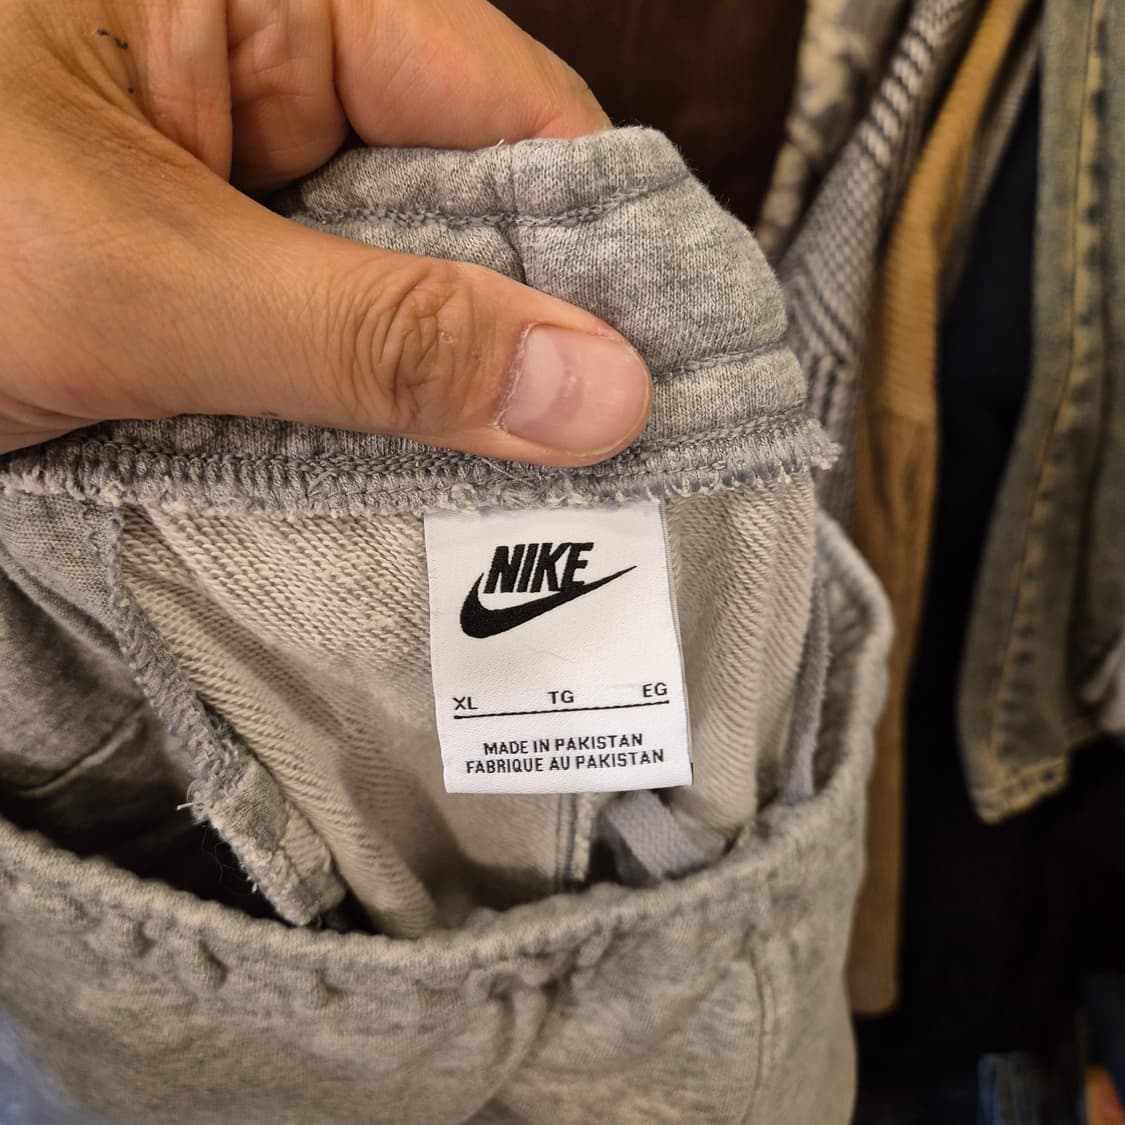 NIKE
XL TG EG
MADE IN PAKISTAN
FABRIQUE AU PAKISTAN